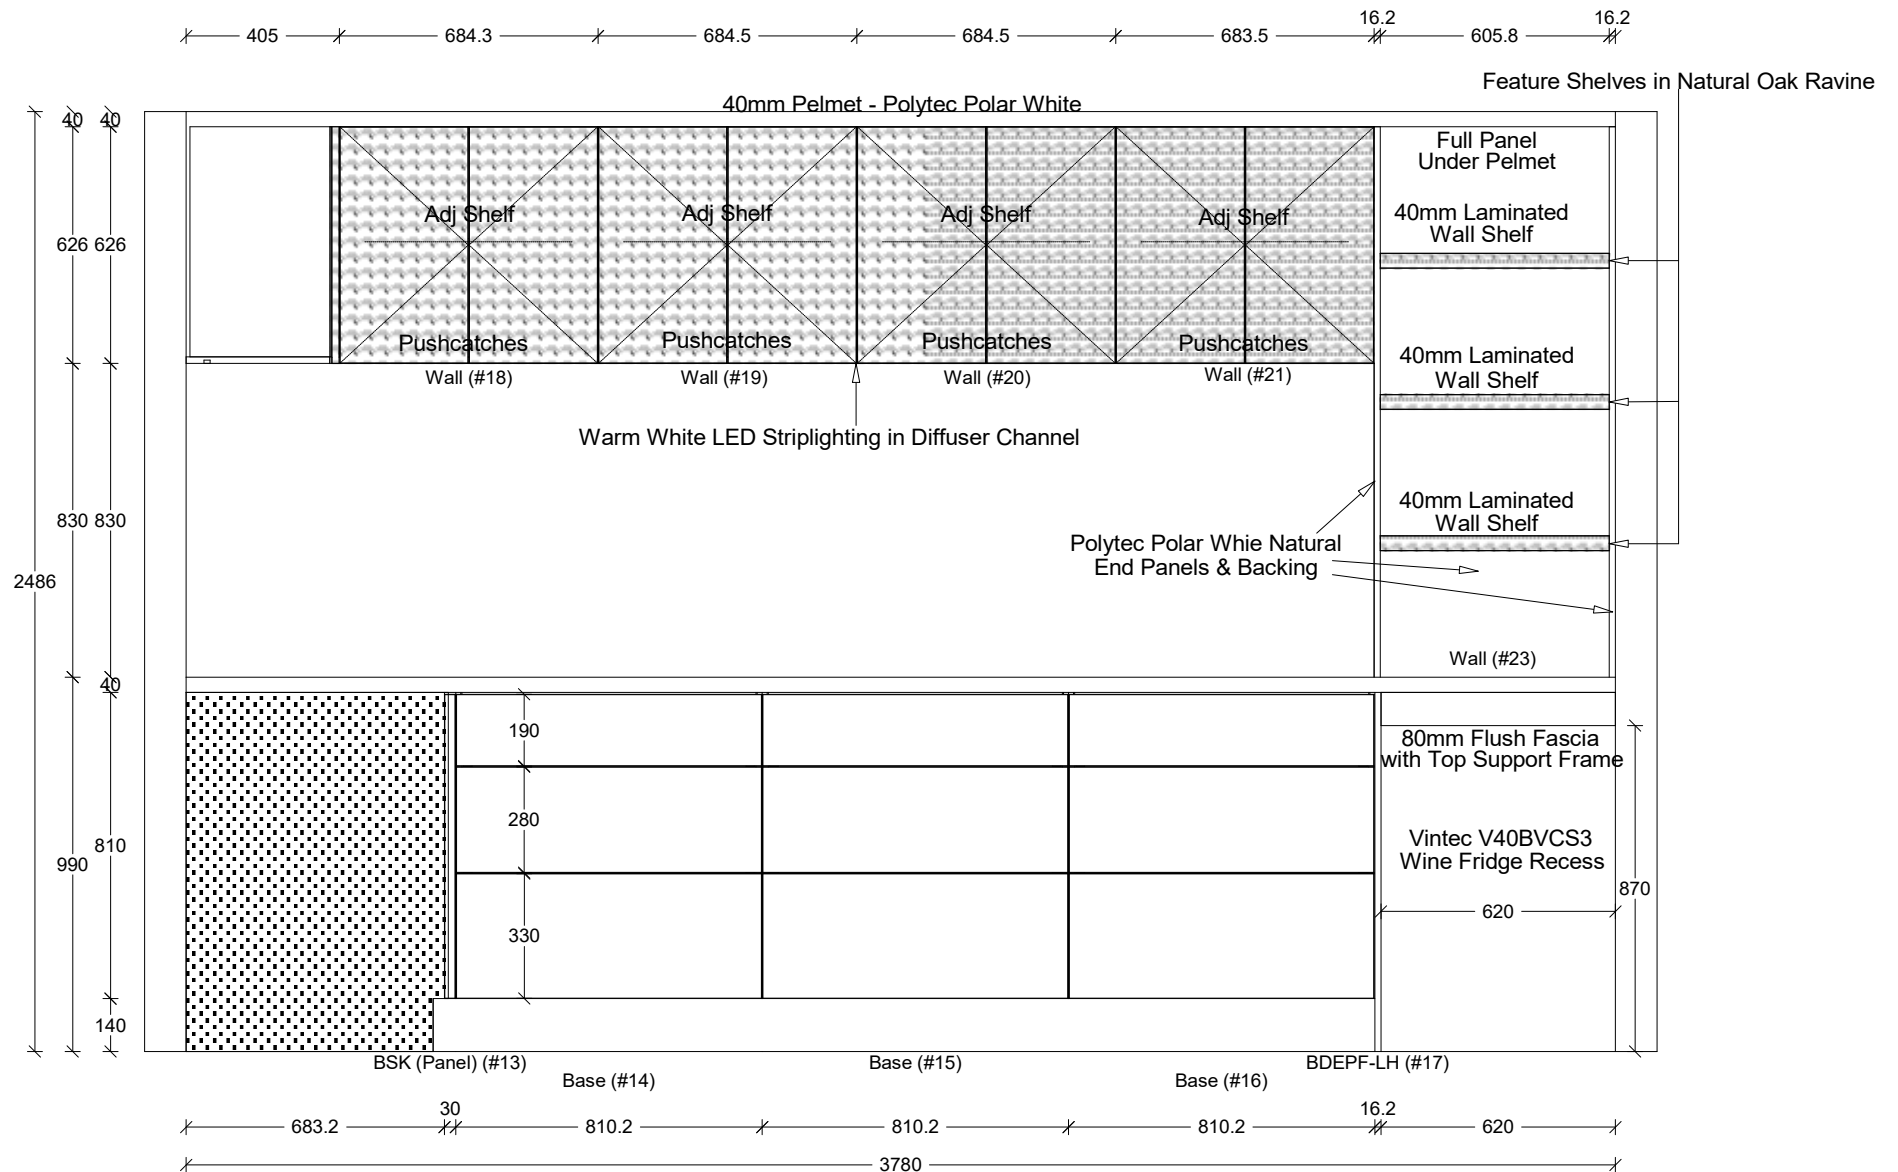 16.2 16.2
405 684.3 684.5 684.5 683.5 605.8
Feature Shelves in Natural Oak Ravine
40mm Pelmet - Polytec Polar White
40 40
Full Panel
Under Pelmet
Adj Shelf Adj Shelf Adj Shelf Adj Shelf
40mm Laminated
Wall Shelf
626 626
Pushcatches Pushcatches Pushcatches Pushcatches
40mm Laminated
Wall Shelf
Wall (#18) Wall (#19) Wall (#20) Wall (#21)
Warm White LED Striplighting in Diffuser Channel
40mm Laminated
Wall Shelf
830 830
Polytec Polar Whie Natural
End Panels & Backing
2486
Wall (#23)
40
190
80mm Flush Fascia
with Top Support Frame
280
Vintec V40BVCS3
Wine Fridge Recess
810
990
870
620
330
140
BSK (Panel) (#13) Base (#15) BDEPF-LH (#17)
Base (#14) Base (#16)
30 16.2
683.2 810.2 810.2 810.2 620
3780